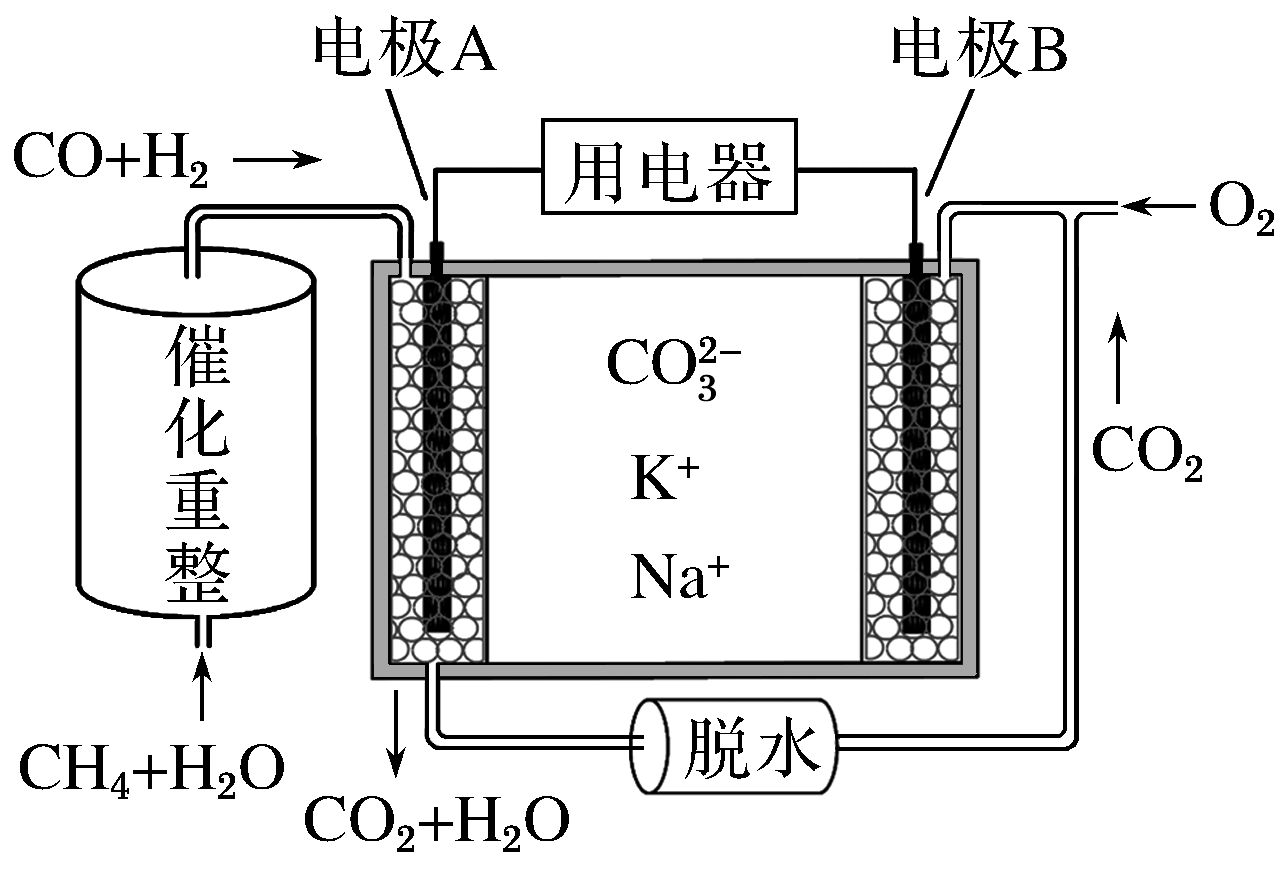 电极A
电极B
CO+H₂
用电器
O₂
催化重整
CO₃²⁻
K⁺
Na⁺
CO₂
CH₄+H₂O
脱水
CO₂+H₂O